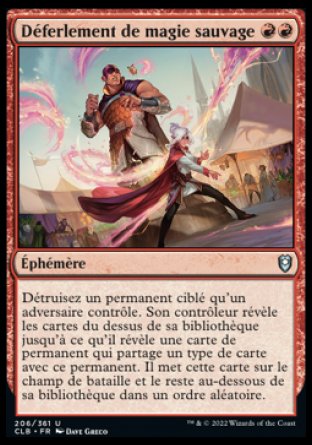 Déferlement de magie sauvage
Éphémère
Détruisez un permanent ciblé qu'un
adversaire contrôle. Son contrôleur révèle
les cartes du dessus de sa bibliothèque
jusqu'à ce qu'il révèle une carte de
permanent qui partage un type de carte
avec ce permanent. Il met cette carte sur
le champ de bataille et le reste au-dessous de
sa bibliothèque dans un ordre aléatoire.
206/361 U
CLB • FR Dave Greco
™ & © 2022 Wizards of the Coast